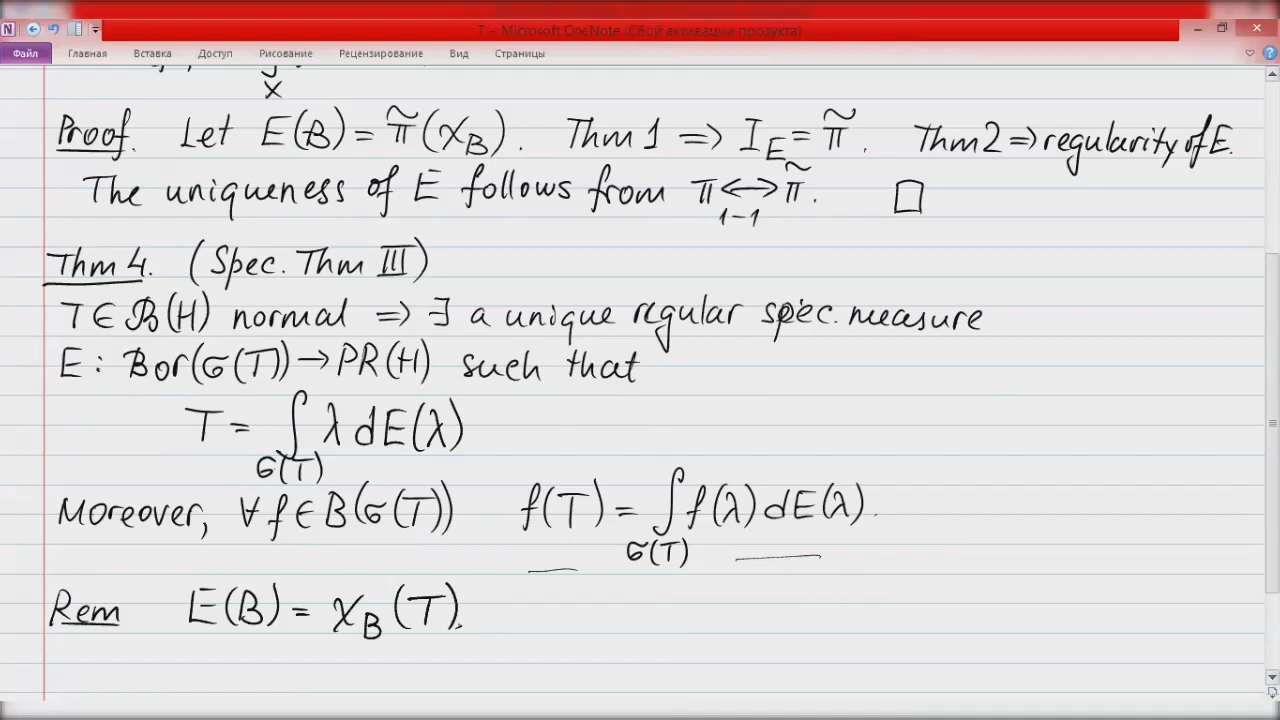 7 - Microsoft OneNote (Сбой активации продукта)
Файл Главная Вставка Доступ Рисование Рецензирование Вид Страницы
X
Proof. Let E(B) = π̃(χ_B). Thm 1 => I_E = π̃. Thm 2 => regularity of E.
The uniqueness of E follows from π <-> π̃. □
1-1
Thm 4. (Spec. Thm III)
T ∈ B(H) normal => ∃ a unique regular spec. measure
E: Bor(σ(T)) → PR(H) such that
T = ∫ λ dE(λ)
σ(T)
Moreover, ∀ f ∈ B(σ(T)) f(T) = ∫ f(λ) dE(λ).
σ(T)
Rem E(B) = χ_B(T).